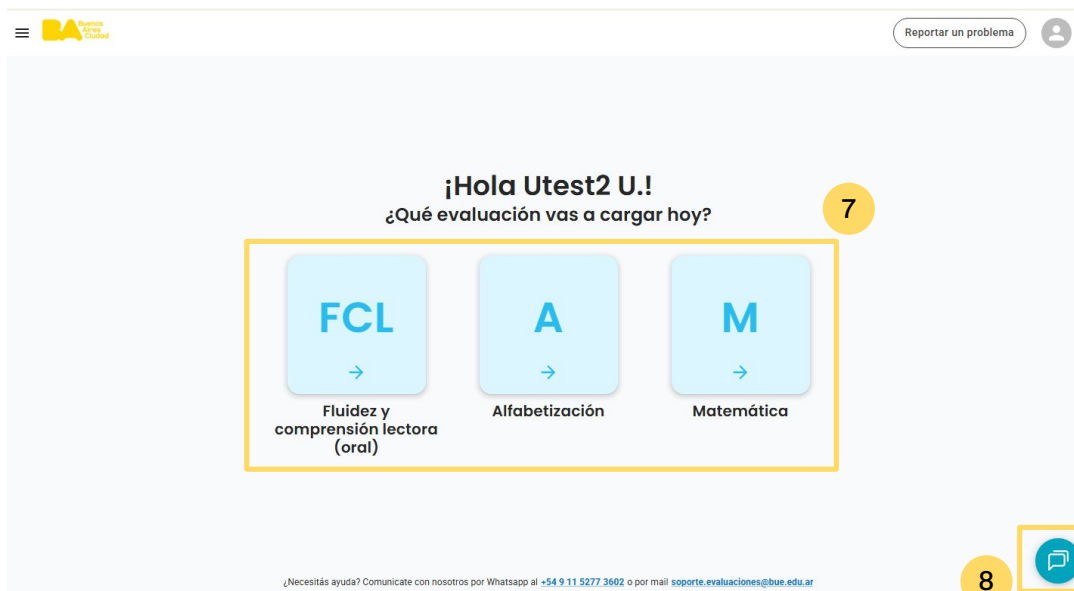 BA
Buenos
Aires
Ciudad
Reportar un problema
¡Hola Utest2 U.!
¿Qué evaluación vas a cargar hoy?
7
FCL
A
M
Fluidez y
comprensión lectora
(oral)
Alfabetización
Matemática
¿Necesitás ayuda? Comunicate con nosotros por Whatsapp al +54 9 11 5277 3602 o por mail soporte.evaluaciones@bue.edu.ar
8